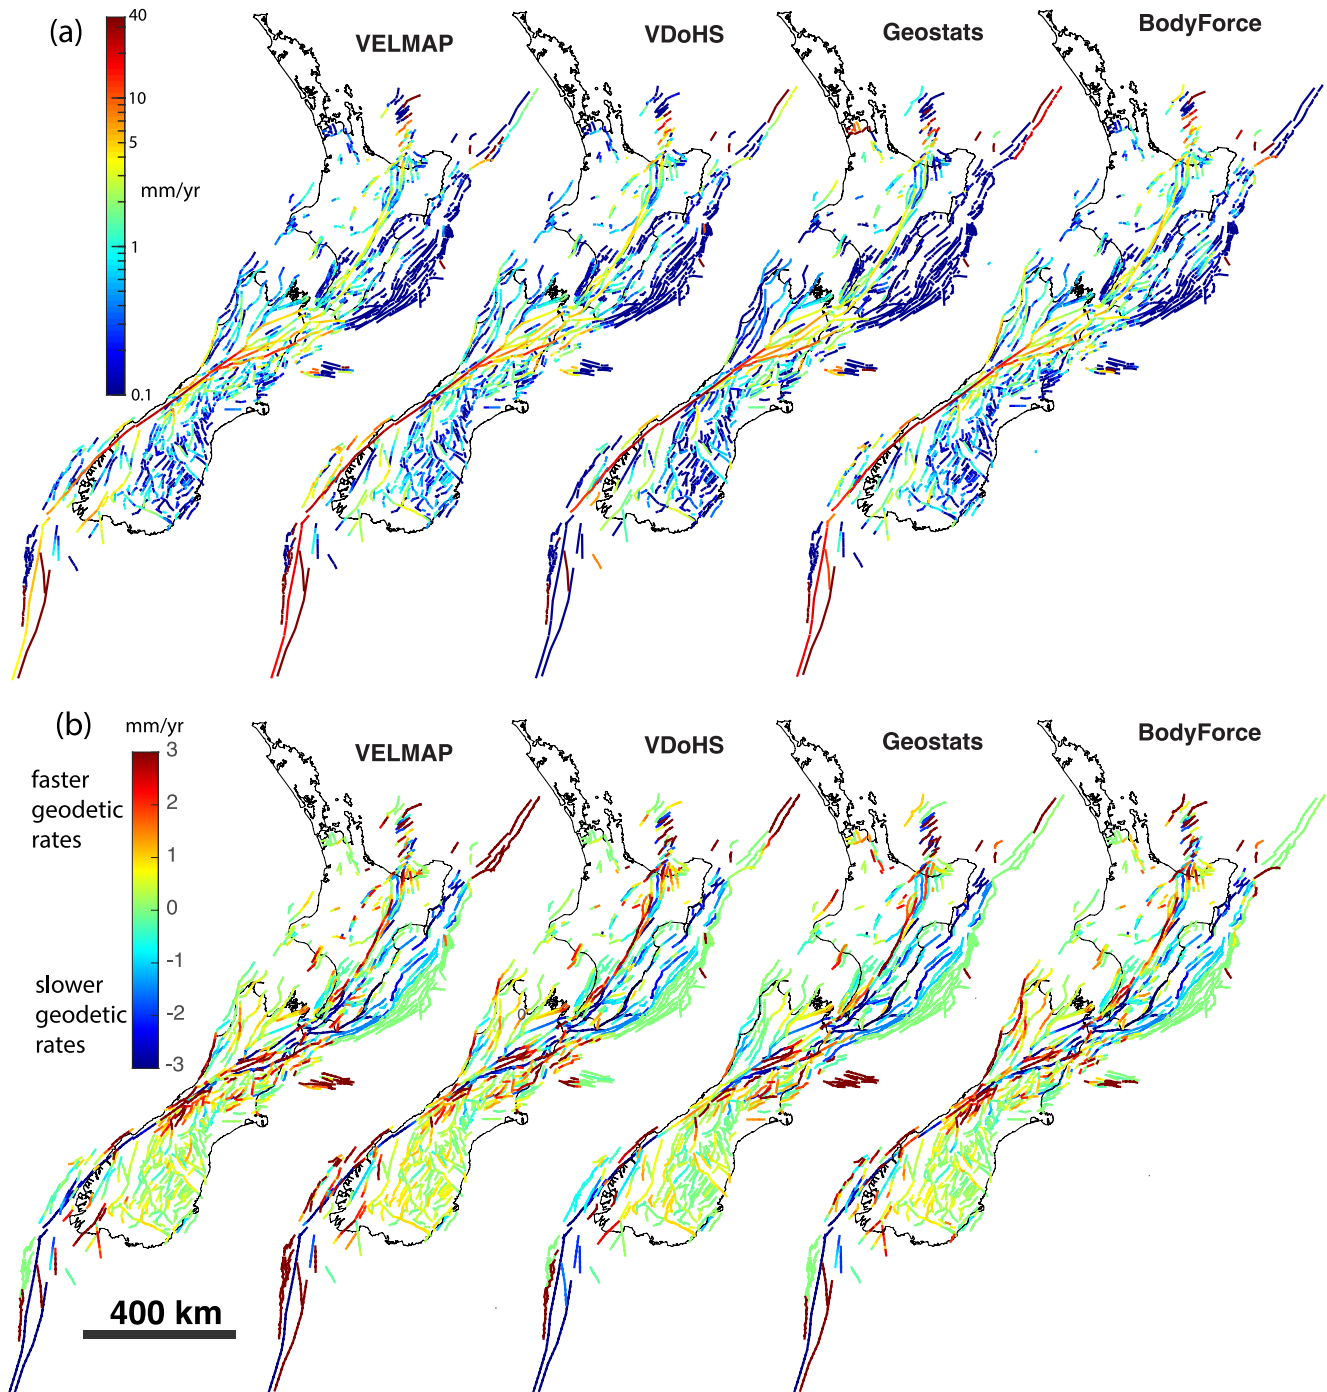 (a)
40
10
5
mm/yr
1
0.1
VELMAP
VDoHS
Geostats
BodyForce
(b)
mm/yr
3
2
1
0
-1
-2
-3
faster
geodetic
rates
slower
geodetic
rates
VELMAP
VDoHS
Geostats
BodyForce
0
400 km